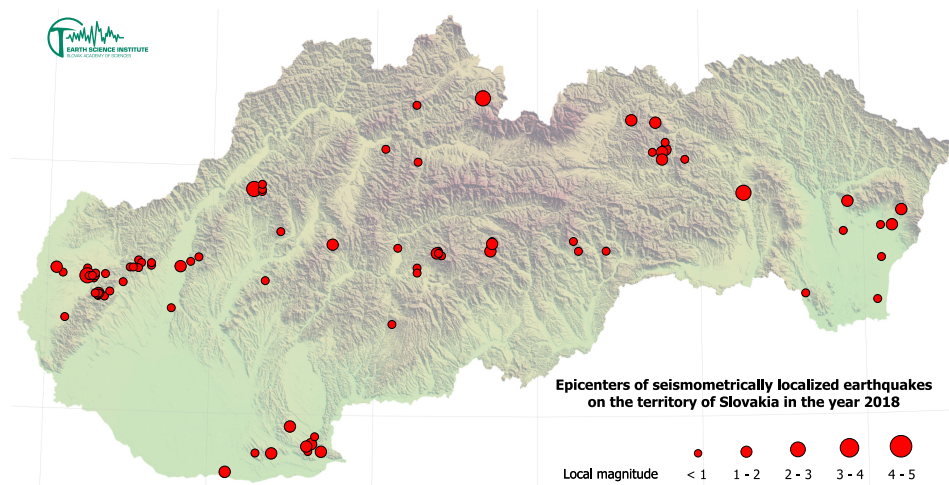 EARTH SCIENCE INSTITUTE
SLOVAK ACADEMY OF SCIENCES
Epicenters of seismometrically localized earthquakes
on the territory of Slovakia in the year 2018
Local magnitude < 1 1 - 2 2 - 3 3 - 4 4 - 5